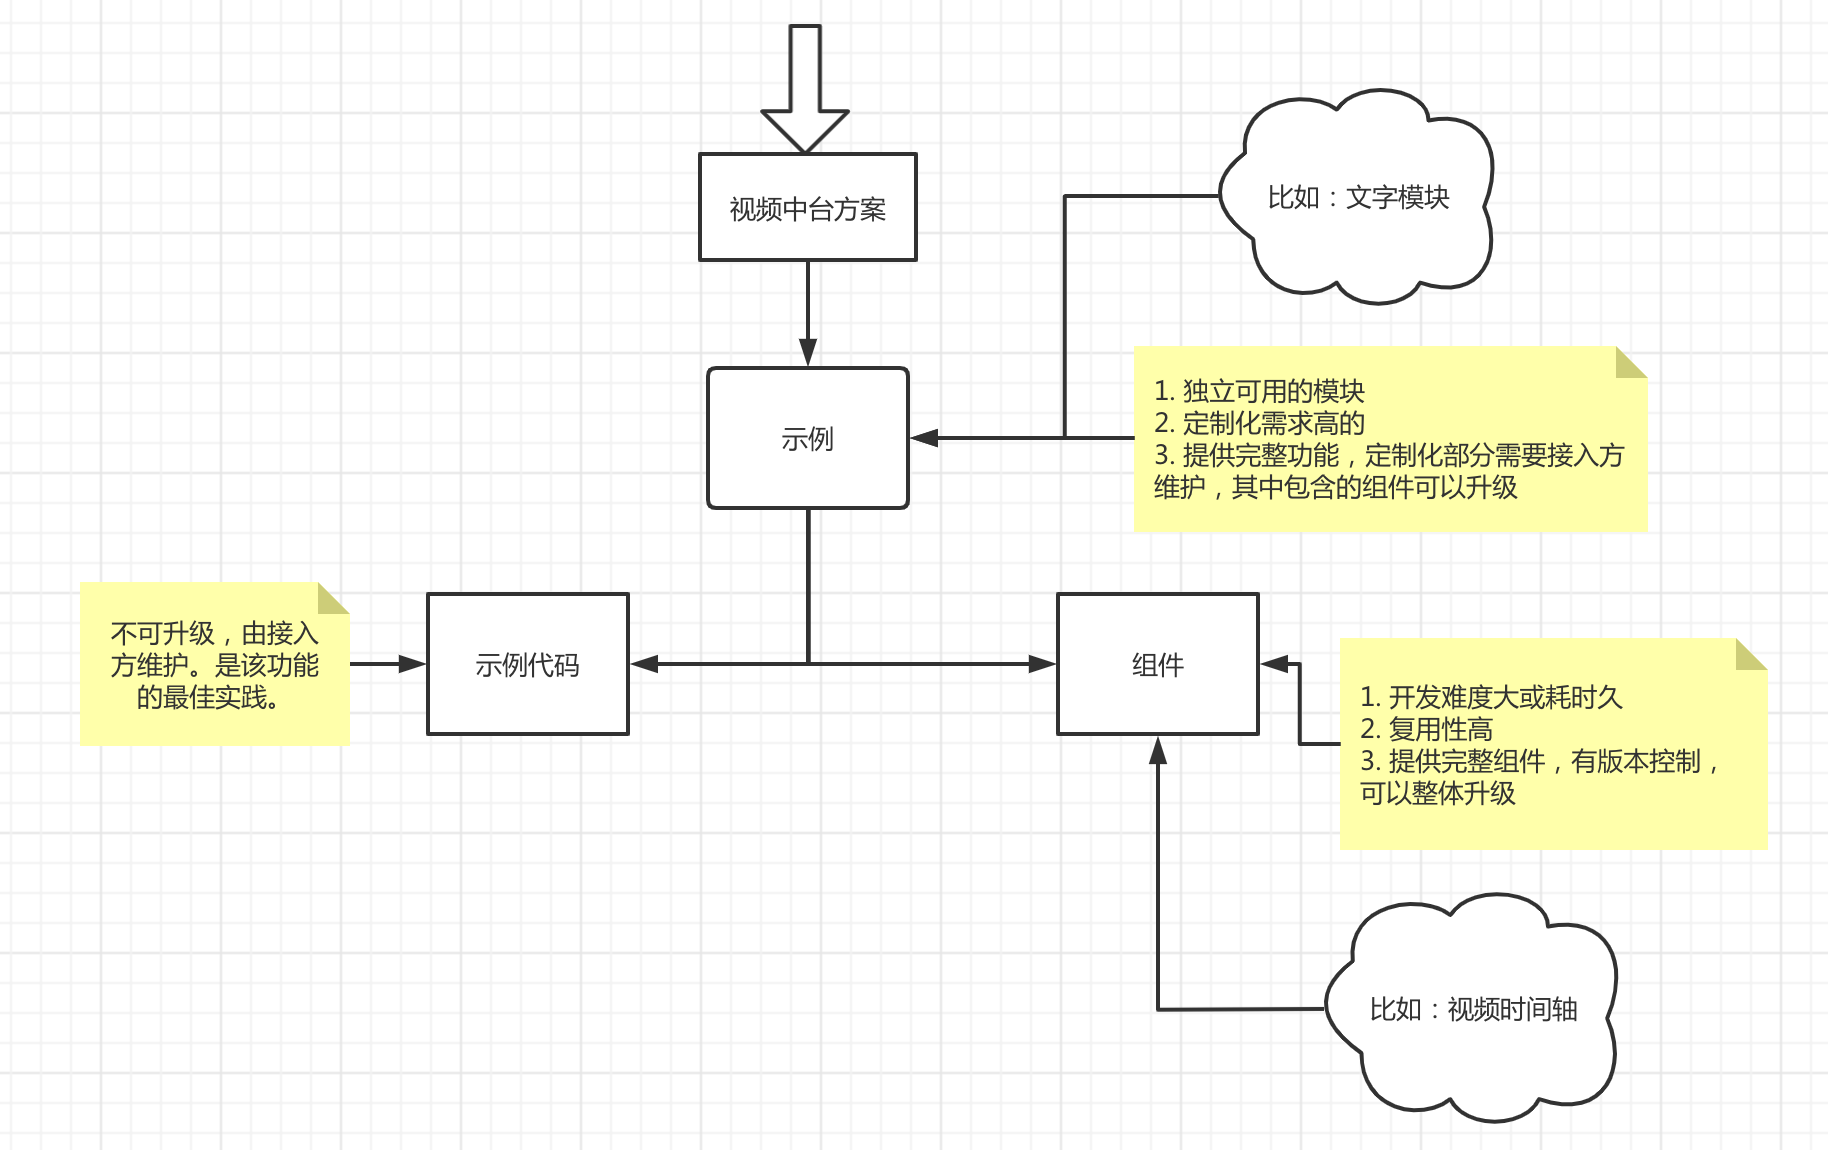 视频中台方案
比如：文字模块
1. 独立可用的模块
2. 定制化需求高的
3. 提供完整功能，定制化部分需要接入方
维护，其中包含的组件可以升级
示例
不可升级，由接入
方维护。是该功能
的最佳实践。
示例代码
组件
1. 开发难度大或耗时久
2. 复用性高
3. 提供完整组件，有版本控制，
可以整体升级
比如：视频时间轴